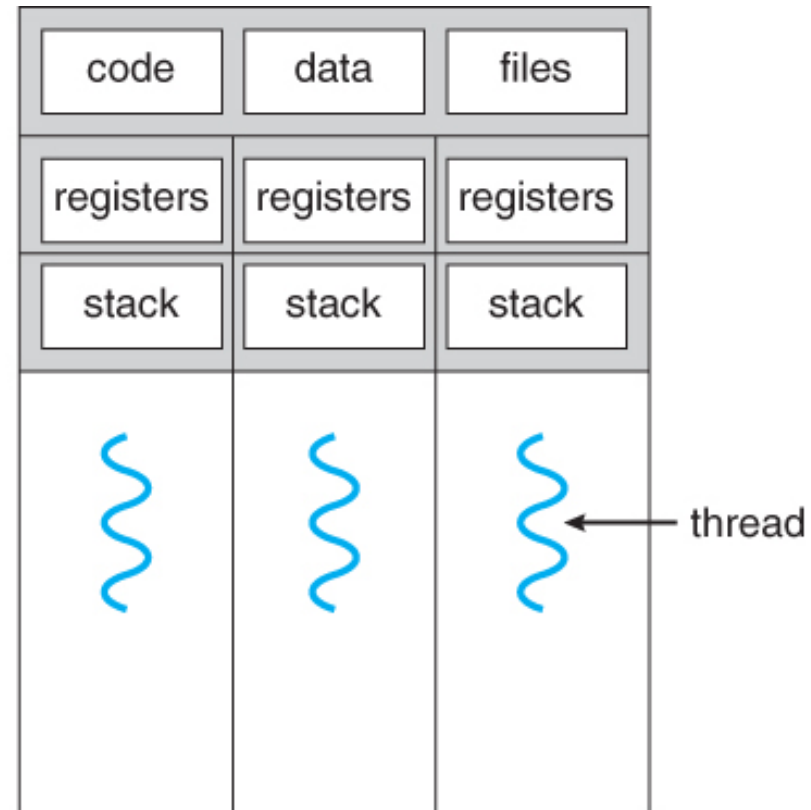 code data files
registers registers registers
stack stack stack
thread